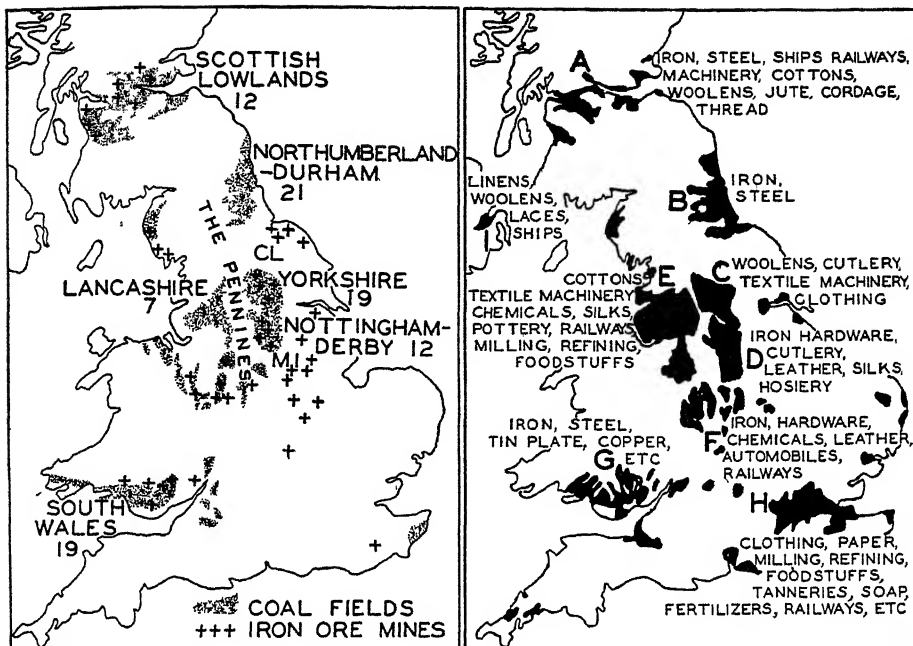 SCOTTISH
LOWLANDS
12
NORTHUMBERLAND
-DURHAM
21
THE PENNINES
CL
LANCASHIRE
7
YORKSHIRE
19
NOTTINGHAM-
DERBY 12
M I
SOUTH
WALES
19
COAL FIELDS
+++ IRON ORE MINES
A
IRON, STEEL, SHIPS RAILWAYS,
MACHINERY, COTTONS,
WOOLENS, JUTE, CORDAGE,
THREAD
LINENS,
WOOLENS,
LACES,
SHIPS
I
B
IRON,
STEEL
E
COTTONS
TEXTILE MACHINERY
CHEMICALS, SILKS,
POTTERY, RAILWAYS
MILLING, REFINING,
FOODSTUFFS
C
WOOLENS, CUTLERY,
TEXTILE MACHINERY,
CLOTHING
D
IRON HARDWARE,
CUTLERY,
LEATHER, SILKS,
HOSIERY
F
IRON, HARDWARE,
CHEMICALS, LEATHER,
AUTOMOBILES,
RAILWAYS
IRON, STEEL,
TIN PLATE, COPPER,
ETC
G
H
CLOTHING, PAPER,
MILLING, REFINING,
FOODSTUFFS,
TANNERIES, SOAP,
FERTILIZERS, RAILWAYS, ETC